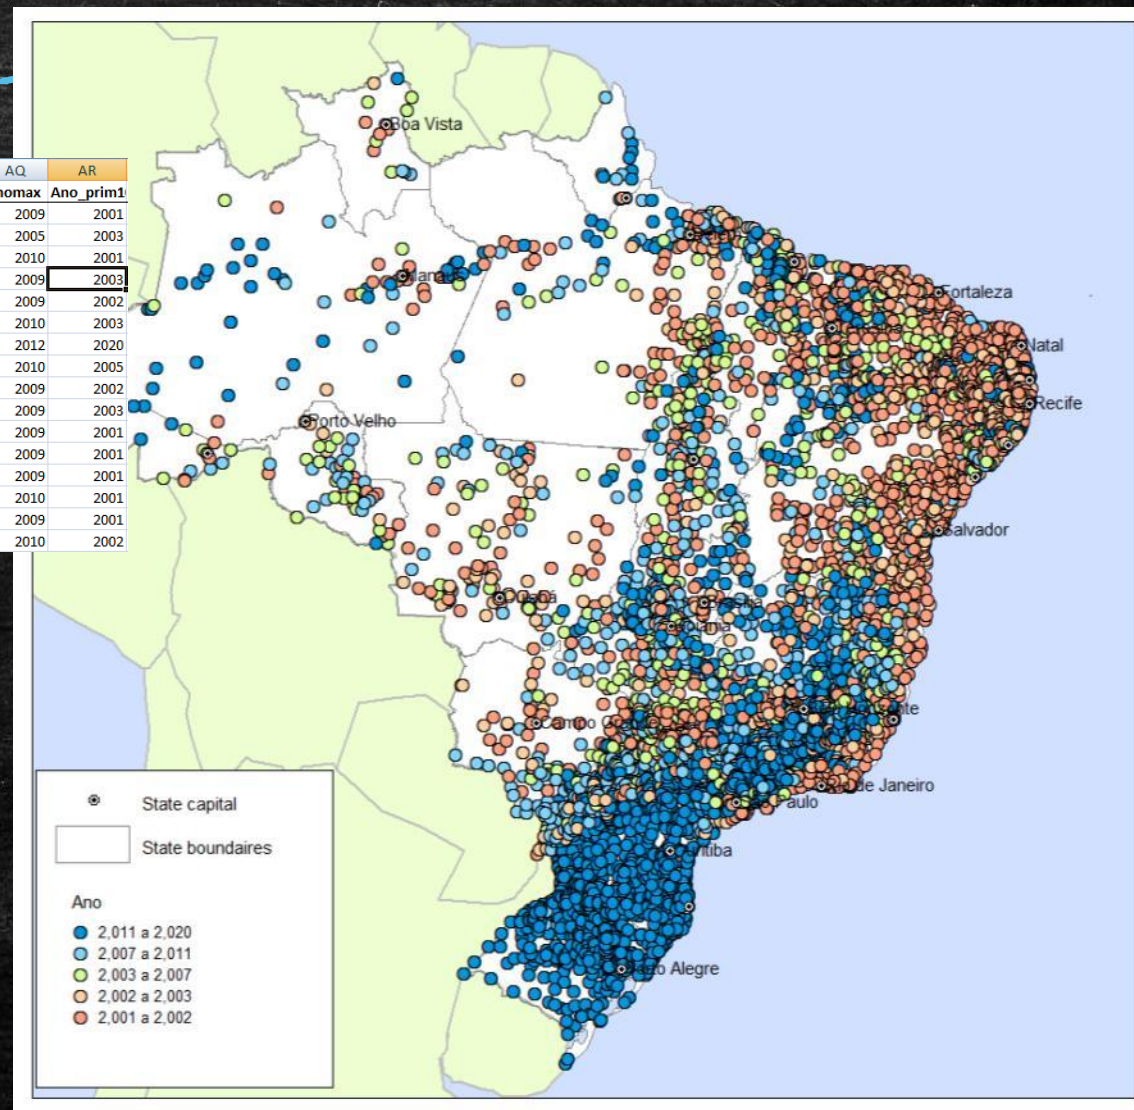 Boa Vista
AQ AR
Ano_prim1
2009 2001
2005 2003
2010 2001
2009 2003
2009 2002
2010 2003
2012 2020
2010 2005
2009 2002
2009 2003
2009 2001
2009 2001
2009 2001
2010 2001
2009 2001
2010 2002
Fortaleza
Natal
Recife
Porto Velho
Salvador
Campo
de Janeiro
Paulo
Alegre
State capital
State boundaires
Ano
2,011 a 2,020
2,007 a 2,011
2,003 a 2,007
2,002 a 2,003
2,001 a 2,002